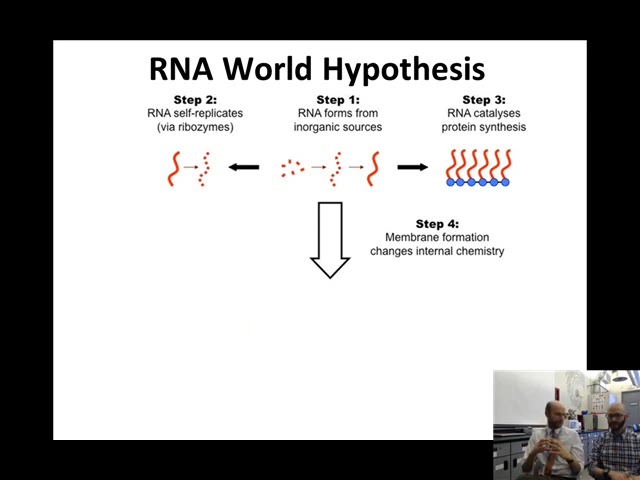 RNA World Hypothesis
Step 2:
RNA self-replicates
(via ribozymes)
Step 1:
RNA forms from
inorganic sources
Step 3:
RNA catalyses
protein synthesis
Step 4:
Membrane formation
changes internal chemistry